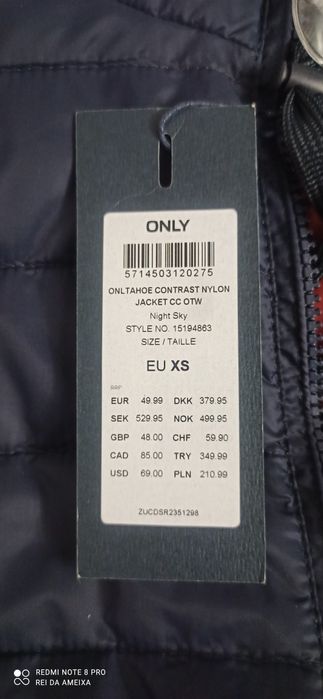 ONLY
5714503120275
ONLTAHOE CONTRAST NYLON
JACKET CC OTW
Night Sky
STYLE NO. 15194863
SIZE / TAILLE
EU XS
RRP
EUR 49.99 DKK 379.95
SEK 529.95 NOK 499.95
GBP 48.00 CHF 59.90
CAD 85.00 TRY 349.99
USD 69.00 PLN 210.99
ZUCDSR2351298
REDMI NOTE 8 PRO
REI DA AMEIXA